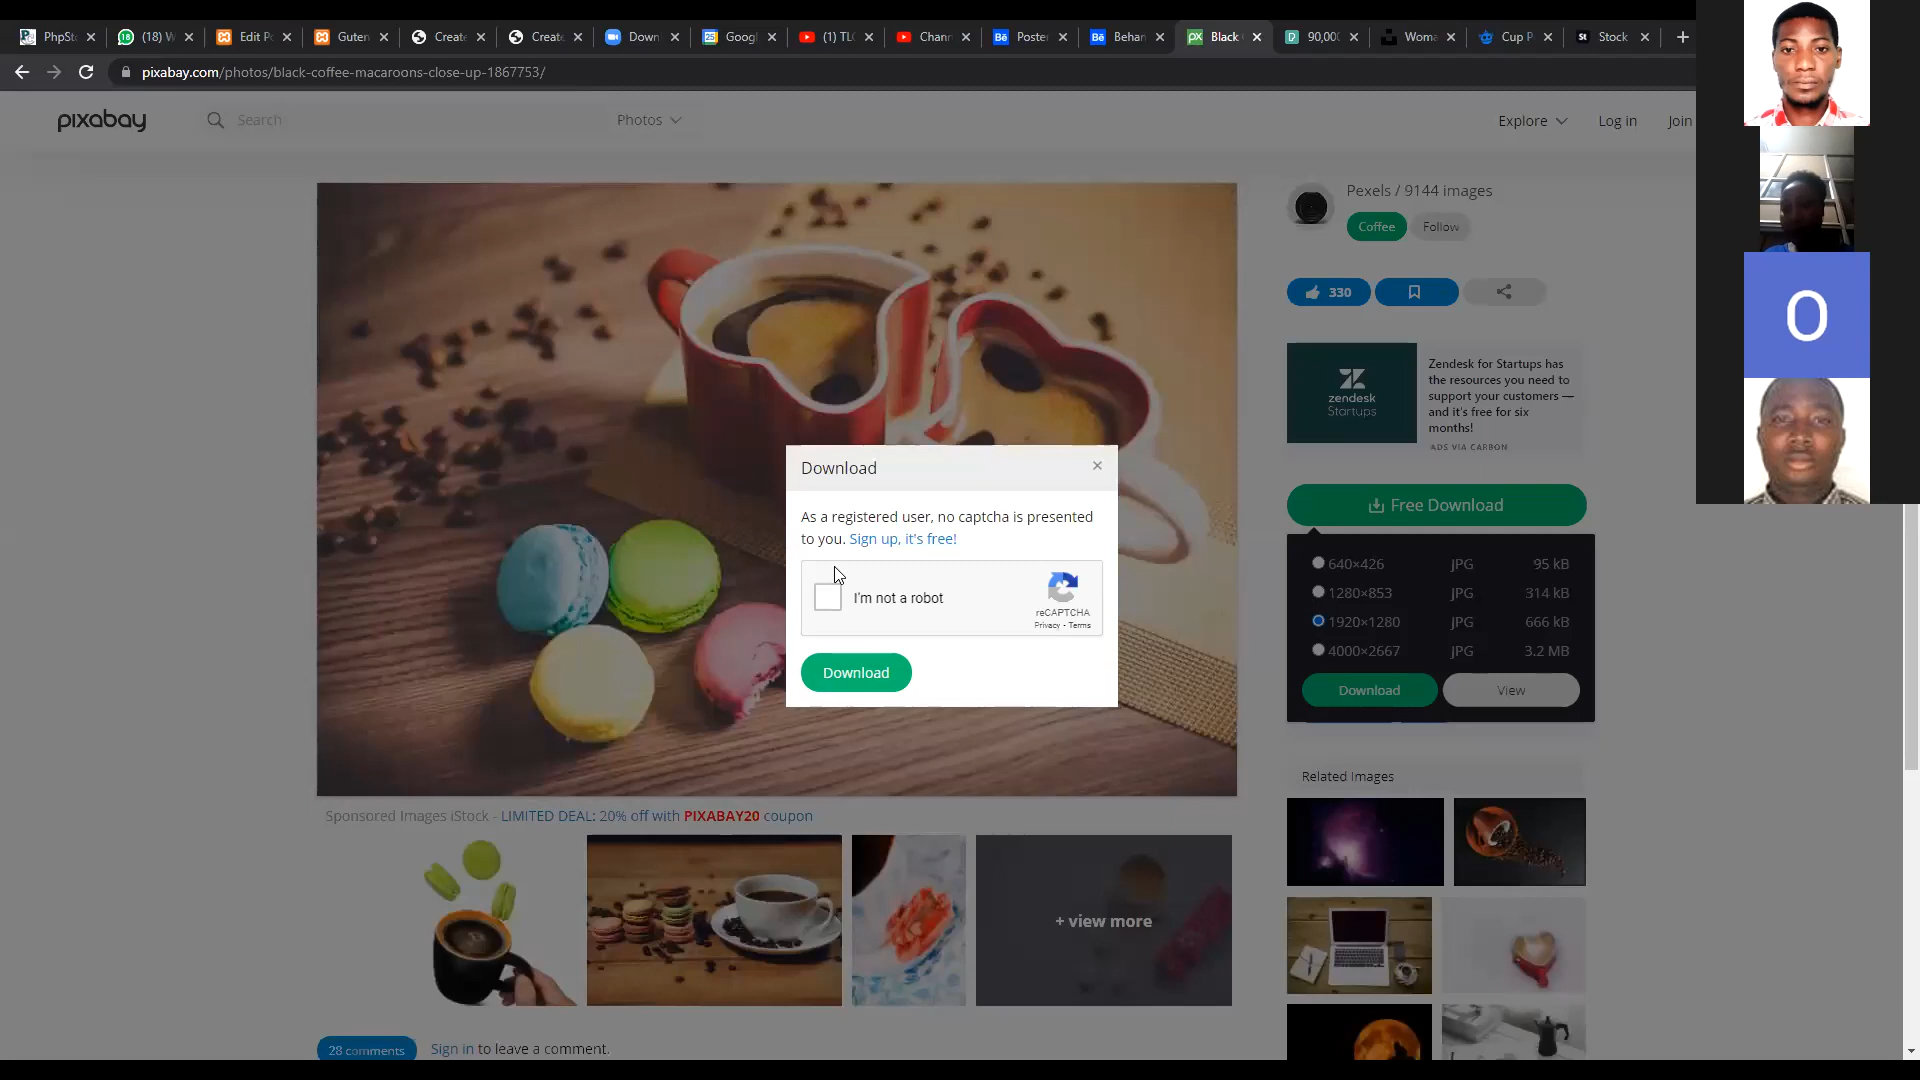 PhpSt
(18) W
Edit P
Guten
Create
Create
Down
Googl
(1) TL
Chann
Poster
Behan
Black
90,000
Woma
Cup P
Stock
pixabay.com/photos/black-coffee-macaroons-close-up-1867753/
pixabay
Search
Photos
Explore
Log in
Join
Pexels / 9144 images
Coffee
Follow
330
zendesk
Startups
Zendesk for Startups has
the resources you need to
support your customers —
and it's free for six
months!
ADS VIA CARBON
Free Download
640×426 JPG 95 kB
1280×853 JPG 314 kB
1920×1280 JPG 666 kB
4000×2667 JPG 3.2 MB
Download
View
Download
As a registered user, no captcha is presented
to you. Sign up, it's free!
I'm not a robot
reCAPTCHA
Privacy - Terms
Download
O
Related Images
Sponsored Images iStock - LIMITED DEAL: 20% off with PIXABAY20 coupon
+ view more
28 comments
Sign in to leave a comment.